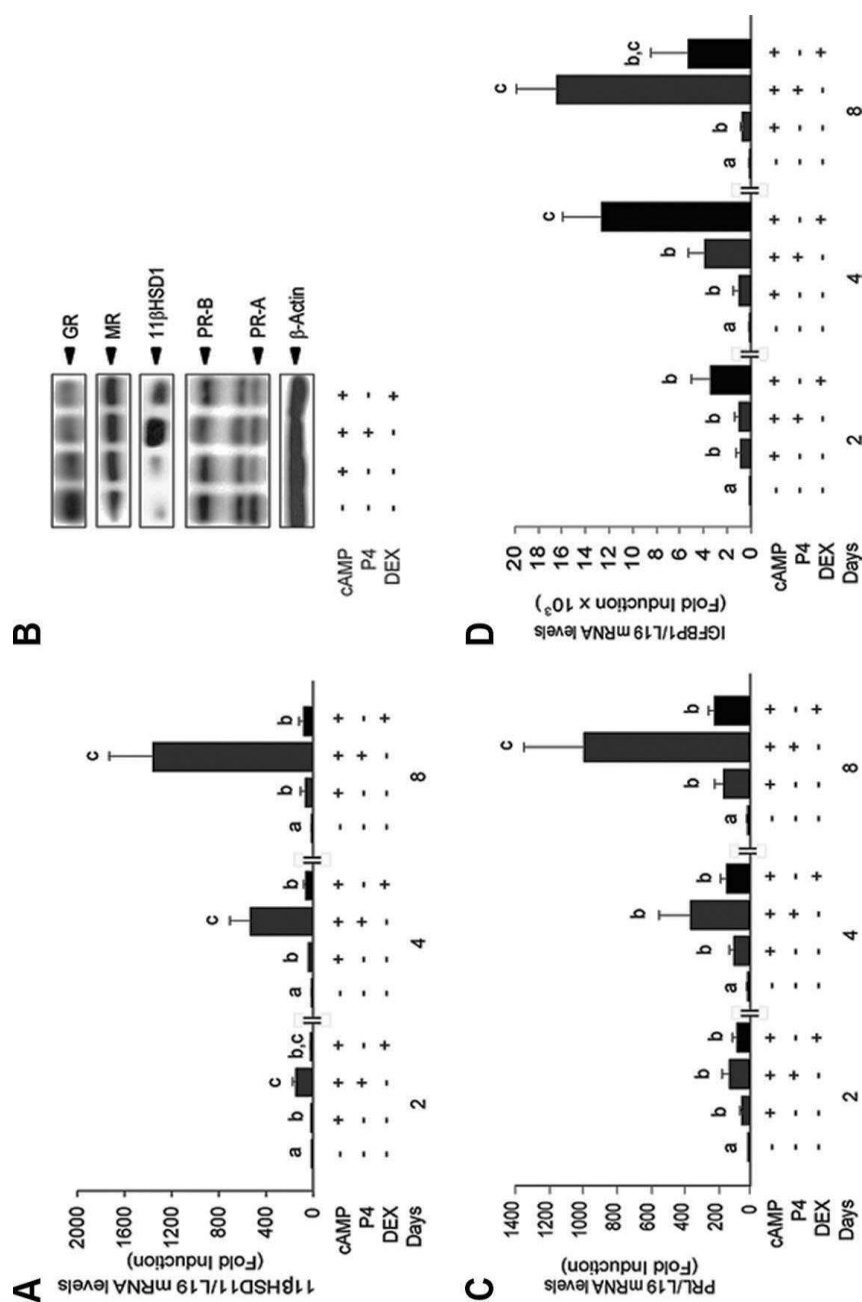 A
11βHSD11/L19 mRNA levels
(Fold Induction)
2000
1600
1200
800
400
0
a b c b,c a b c b a b c b
cAMP - + + + - + + + - + + +
P4 - - + - - - + - - - + -
DEX - - - + - - - + - - - +
Days 2 4 8
B
GR
MR
11βHSD1
PR-B
PR-A
β-Actin
cAMP - + + +
P4 - - + -
DEX - - - +
C
PRL/L19 mRNA levels
(Fold Induction)
1400
1200
1000
800
600
400
200
0
a b b b a b b b a b c b
cAMP - + + + - + + + - + + +
P4 - - + - - - + - - - + -
DEX - - - + - - - + - - - +
Days 2 4 8
D
IGFBP1/L19 mRNA levels
(Fold Induction x 10³)
20
18
16
14
12
10
8
6
4
2
0
a b b b a b b c a b c b,c
cAMP - + + + - + + + - + + +
P4 - - + - - - + - - - + -
DEX - - - + - - - + - - - +
Days 2 4 8